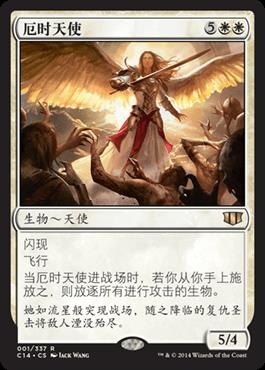 厄时天使 5
生物~天使
闪现
飞行
当厄时天使进战场时，若你从你手上施
放之，则放逐所有进行攻击的生物。
她如流星般突现战场，随之降临的复仇圣
击将敌人湮没殆尽。
5/4
001/337 R
C14 • CS Jack Wang
™ & © 2014 Wizards of the Coast